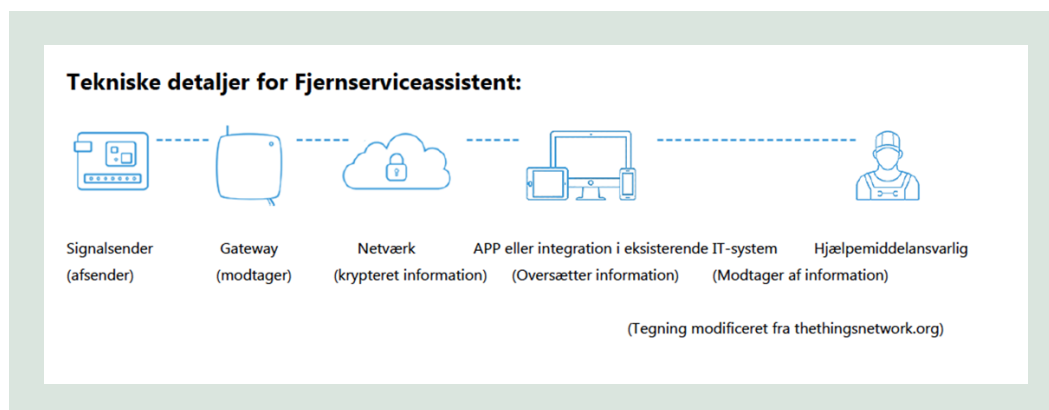 Tekniske detaljer for Fjernserviceassistent:
Signalsender Gateway Netværk APP eller integration i eksisterende IT-system Hjælpemiddelansvarlig
(afsender) (modtager) (krypteret information) (Oversætter information) (Modtager af information)
(Tegning modificeret fra thethingsnetwork.org)